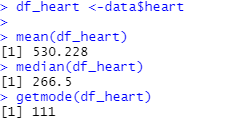 > df_heart <-data$heart
>
> mean(df_heart)
[1] 530.228
> median(df_heart)
[1] 266.5
> getmode(df_heart)
[1] 111